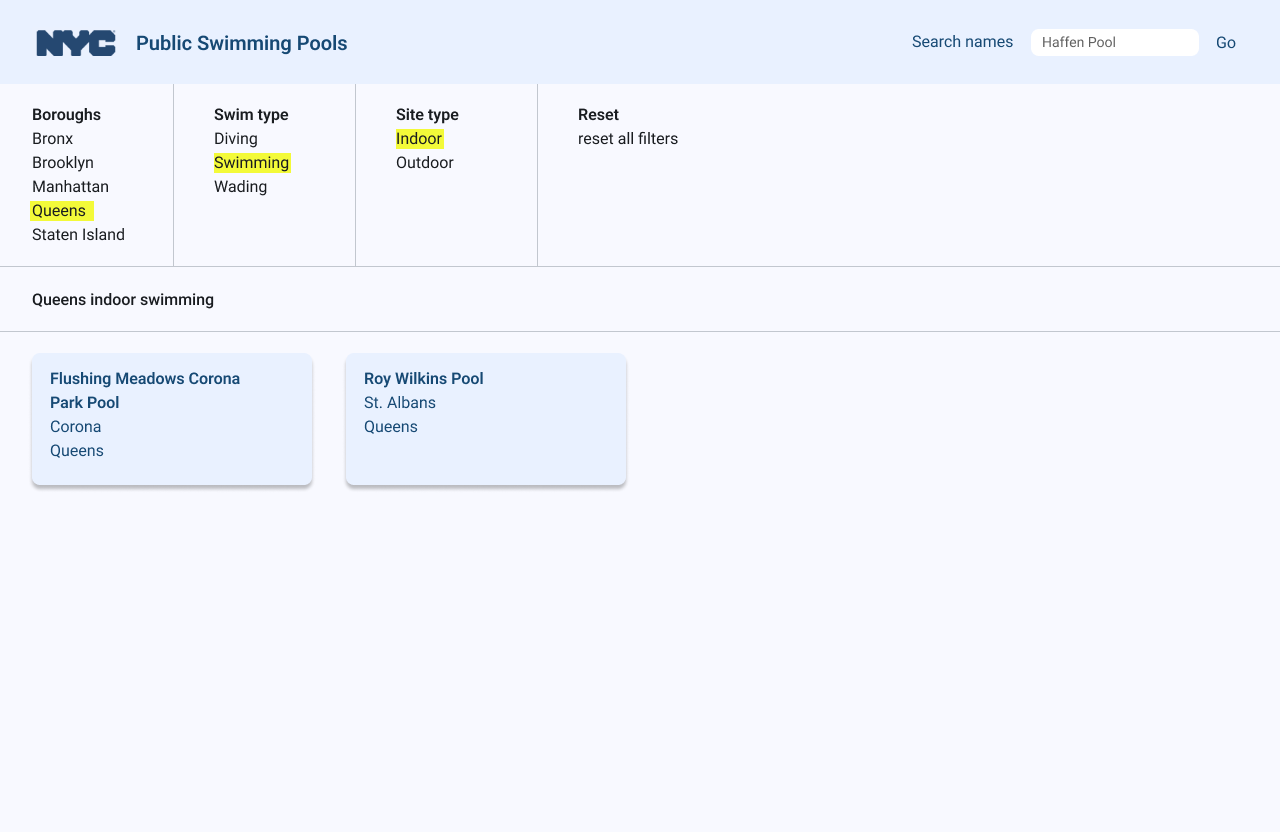 NYC
Public Swimming Pools
Search names
Haffen Pool
Go
Boroughs
Bronx
Brooklyn
Manhattan
Queens
Staten Island
Swim type
Diving
Swimming
Wading
Site type
Indoor
Outdoor
Reset
reset all filters
Queens indoor swimming
Flushing Meadows Corona
Park Pool
Corona
Queens
Roy Wilkins Pool
St. Albans
Queens